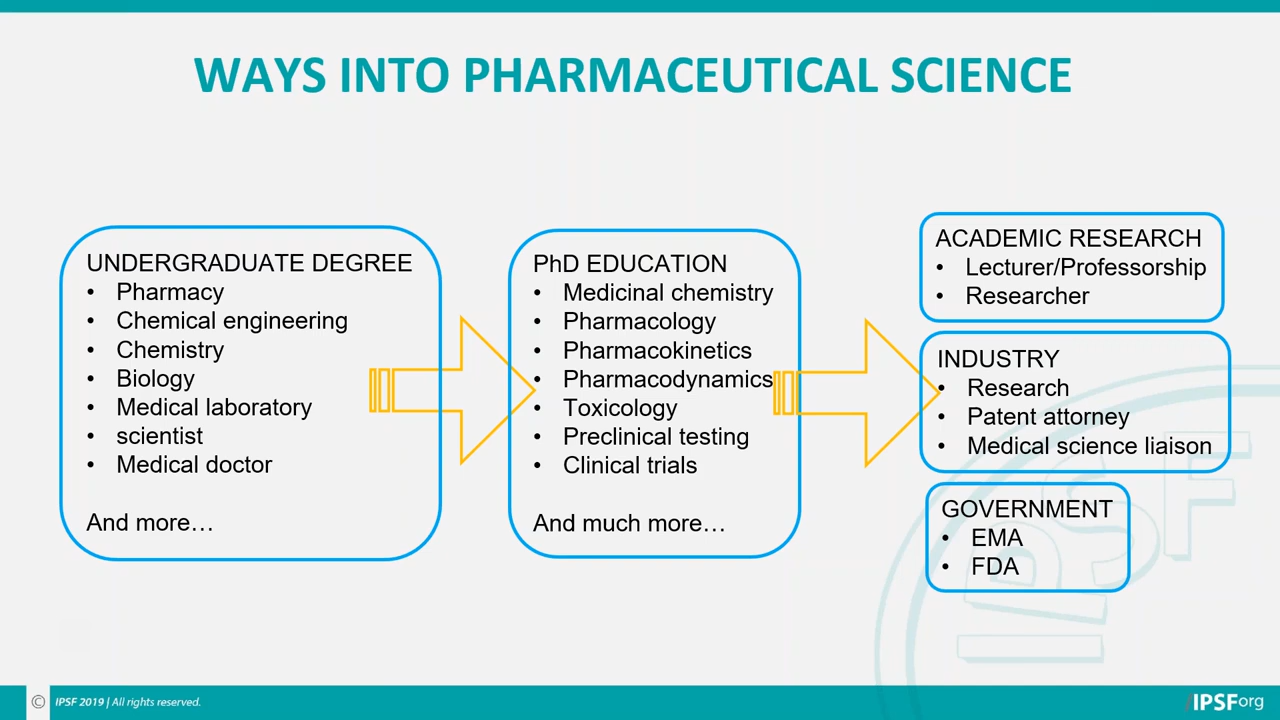 WAYS INTO PHARMACEUTICAL SCIENCE
UNDERGRADUATE DEGREE
• Pharmacy
• Chemical engineering
• Chemistry
• Biology
• Medical laboratory
• scientist
• Medical doctor
And more…
PhD EDUCATION
• Medicinal chemistry
• Pharmacology
• Pharmacokinetics
• Pharmacodynamics
• Toxicology
• Preclinical testing
• Clinical trials
And much more…
ACADEMIC RESEARCH
• Lecturer/Professorship
• Researcher
INDUSTRY
• Research
• Patent attorney
• Medical science liaison
GOVERNMENT
• EMA
• FDA
IPSF
© IPSF 2019 | All rights reserved.
/IPSForg